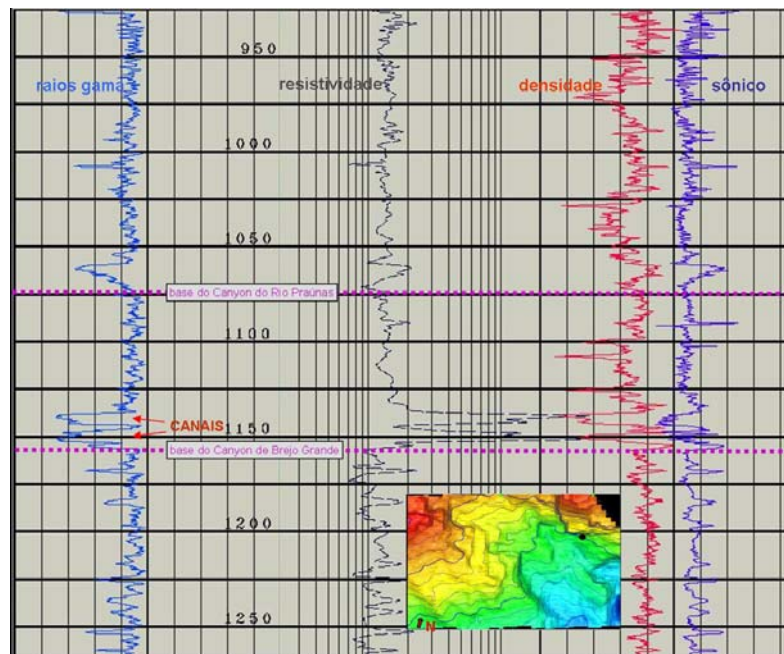 950
raios gama
resistividade
densidade
sônico
1000
1050
base do Canyon do Rio Praúnas
1100
CANAIS
1150
base do Canyon de Brejo Grande
1200
N
1250